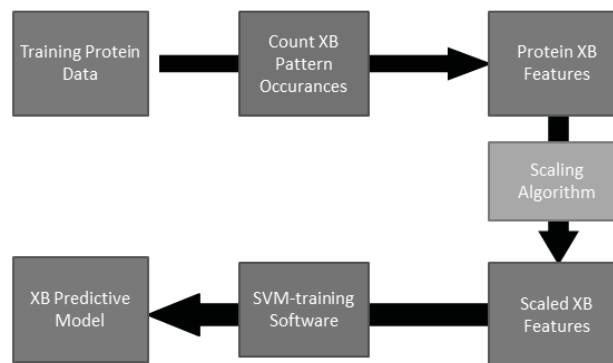 Training Protein
Data
Count XB
Pattern
Occurances
Protein XB
Features
Scaling
Algorithm
XB Predictive
Model
SVM-training
Software
Scaled XB
Features